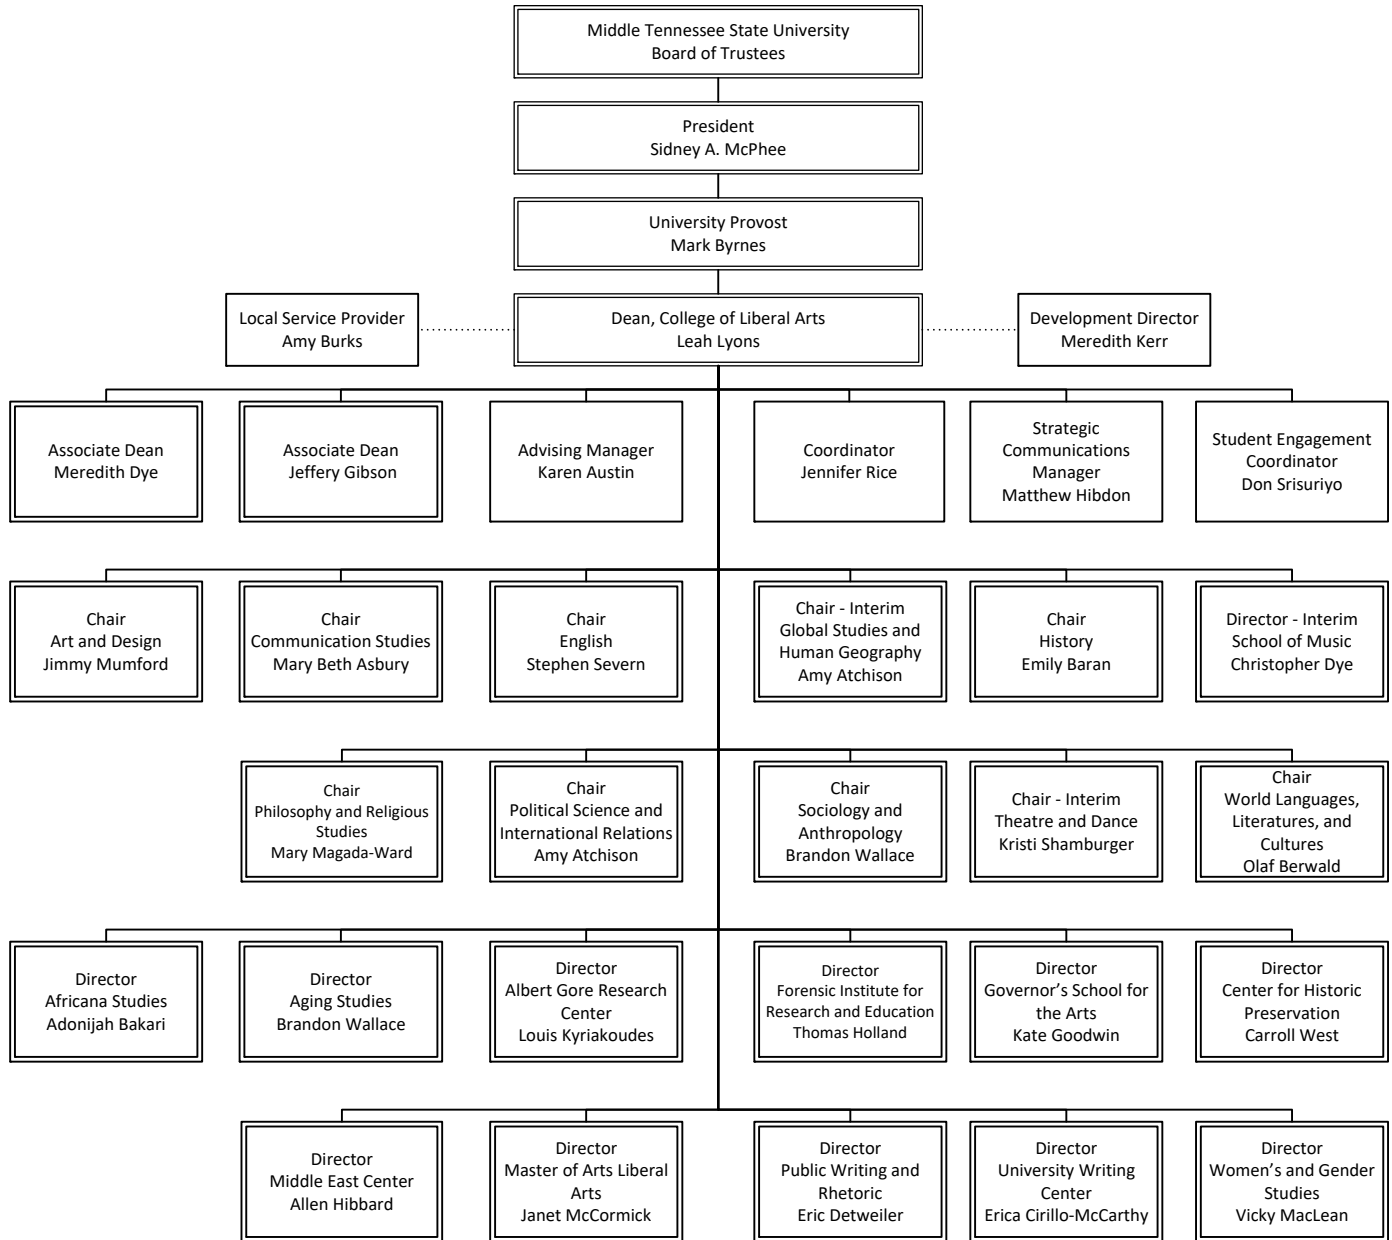 Middle Tennessee State University
Board of Trustees
President
Sidney A. McPhee
University Provost
Mark Byrnes
Local Service Provider
Amy Burks
Dean, College of Liberal Arts
Leah Lyons
Development Director
Meredith Kerr
Associate Dean
Meredith Dye
Associate Dean
Jeffery Gibson
Advising Manager
Karen Austin
Coordinator
Jennifer Rice
Strategic
Communications
Manager
Matthew Hibdon
Student Engagement
Coordinator
Don Srisuriyo
Chair
Art and Design
Jimmy Mumford
Chair
Communication Studies
Mary Beth Asbury
Chair
English
Stephen Severn
Chair - Interim
Global Studies and
Human Geography
Amy Atchison
Chair
History
Emily Baran
Director - Interim
School of Music
Christopher Dye
Chair
Philosophy and Religious
Studies
Mary Magada-Ward
Chair
Political Science and
International Relations
Amy Atchison
Chair
Sociology and
Anthropology
Brandon Wallace
Chair - Interim
Theatre and Dance
Kristi Shamburger
Chair
World Languages,
Literatures, and
Cultures
Olaf Berwald
Director
Africana Studies
Adonijah Bakari
Director
Aging Studies
Brandon Wallace
Director
Albert Gore Research
Center
Louis Kyriakoudes
Director
Forensic Institute for
Research and Education
Thomas Holland
Director
Governor’s School for
the Arts
Kate Goodwin
Director
Center for Historic
Preservation
Carroll West
Director
Middle East Center
Allen Hibbard
Director
Master of Arts Liberal
Arts
Janet McCormick
Director
Public Writing and
Rhetoric
Eric Detweiler
Director
University Writing
Center
Erica Cirillo-McCarthy
Director
Women’s and Gender
Studies
Vicky MacLean